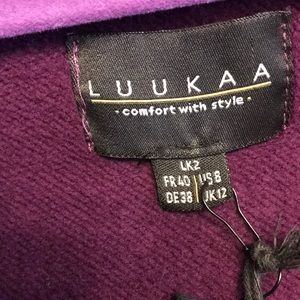 LUUKAA
- comfort with style -
LK2
FR40 US8
DE38 UK12